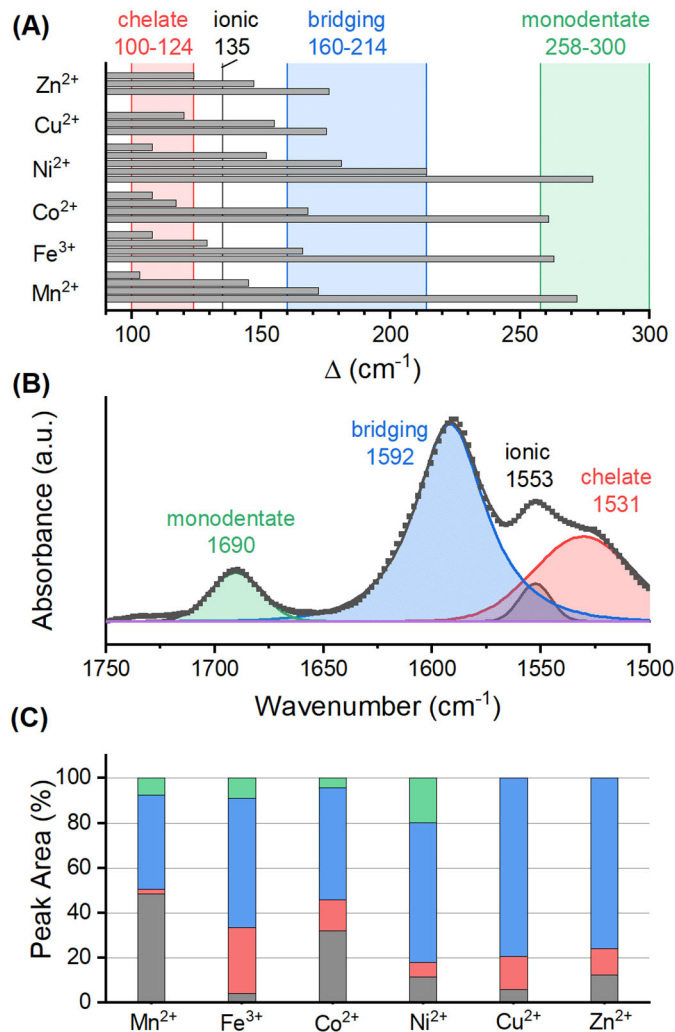 (A)
chelate
100-124
ionic
135
bridging
160-214
monodentate
258-300
Zn²⁺
Cu²⁺
Ni²⁺
Co²⁺
Fe³⁺
Mn²⁺
100 150 200 250 300
Δ (cm⁻¹)
(B)
Absorbance (a.u.)
monodentate
1690
bridging
1592
ionic
1553
chelate
1531
1750 1700 1650 1600 1550 1500
Wavenumber (cm⁻¹)
(C)
Peak Area (%)
100
80
60
40
20
0
Mn²⁺ Fe³⁺ Co²⁺ Ni²⁺ Cu²⁺ Zn²⁺